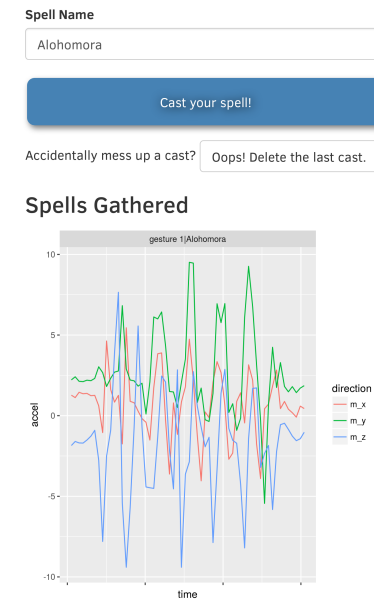 Spell Name
Alohomora
Cast your spell!
Accidentally mess up a cast? Oops! Delete the last cast.
Spells Gathered
gesture 1|Alohomora
10
5
0
-5
-10
accel
time
direction
m_x
m_y
m_z